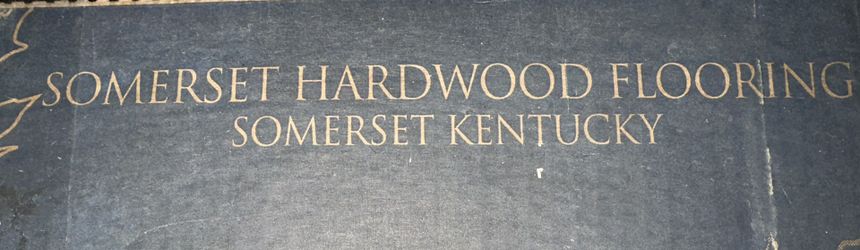 SOMERSET HARDWOOD FLOORING
SOMERSET KENTUCKY